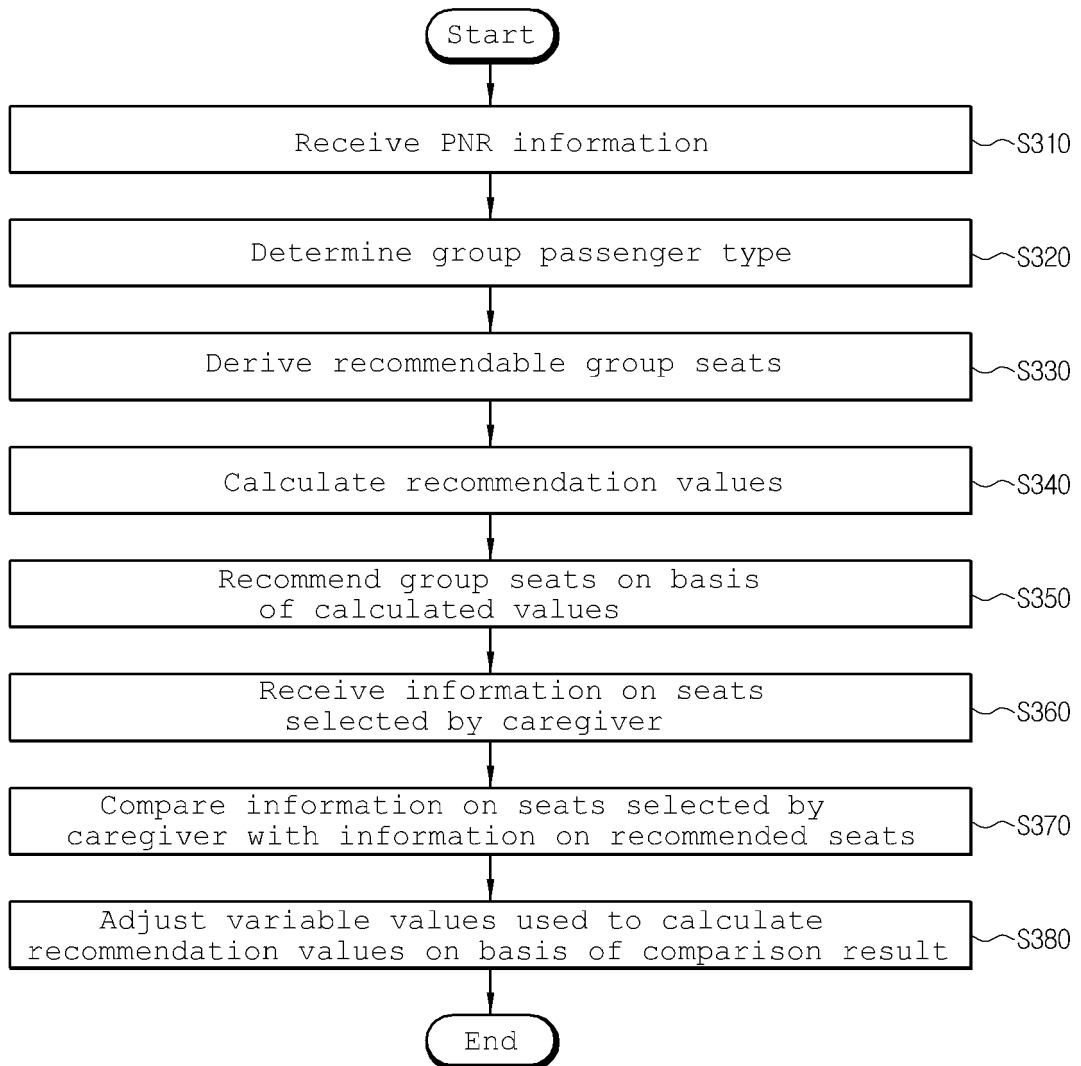 Start
Receive PNR information
S310
Determine group passenger type
S320
Derive recommendable group seats
S330
Calculate recommendation values
S340
Recommend group seats on basis
of calculated values
S350
Receive information on seats
selected by caregiver
S360
Compare information on seats selected by
caregiver with information on recommended seats
S370
Adjust variable values used to calculate
recommendation values on basis of comparison result
S380
End